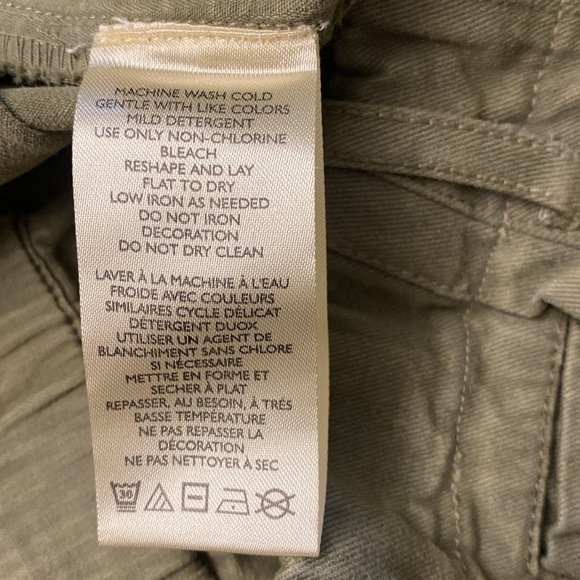 MACHINE WASH COLD
GENTLE WITH LIKE COLORS
MILD DETERGENT
USE ONLY NON-CHLORINE
BLEACH
RESHAPE AND LAY
FLAT TO DRY
LOW IRON AS NEEDED
DO NOT IRON
DECORATION
DO NOT DRY CLEAN
LAVER À LA MACHINE À L'EAU
FROIDE AVEC COULEURS
SIMILAIRES CYCLE DÉLICAT
DÉTERGENT DUOX
UTILISER UN AGENT DE
BLANCHIMENT SANS CHLORE
SI NÉCESSAIRE
METTRE EN FORME ET
SECHER À PLAT
REPASSER, AU BESOIN, À TRÉS
BASSE TEMPÉRATURE
NE PAS REPASSER LA
DÉCORATION
NE PAS NETTOYER À SEC
30